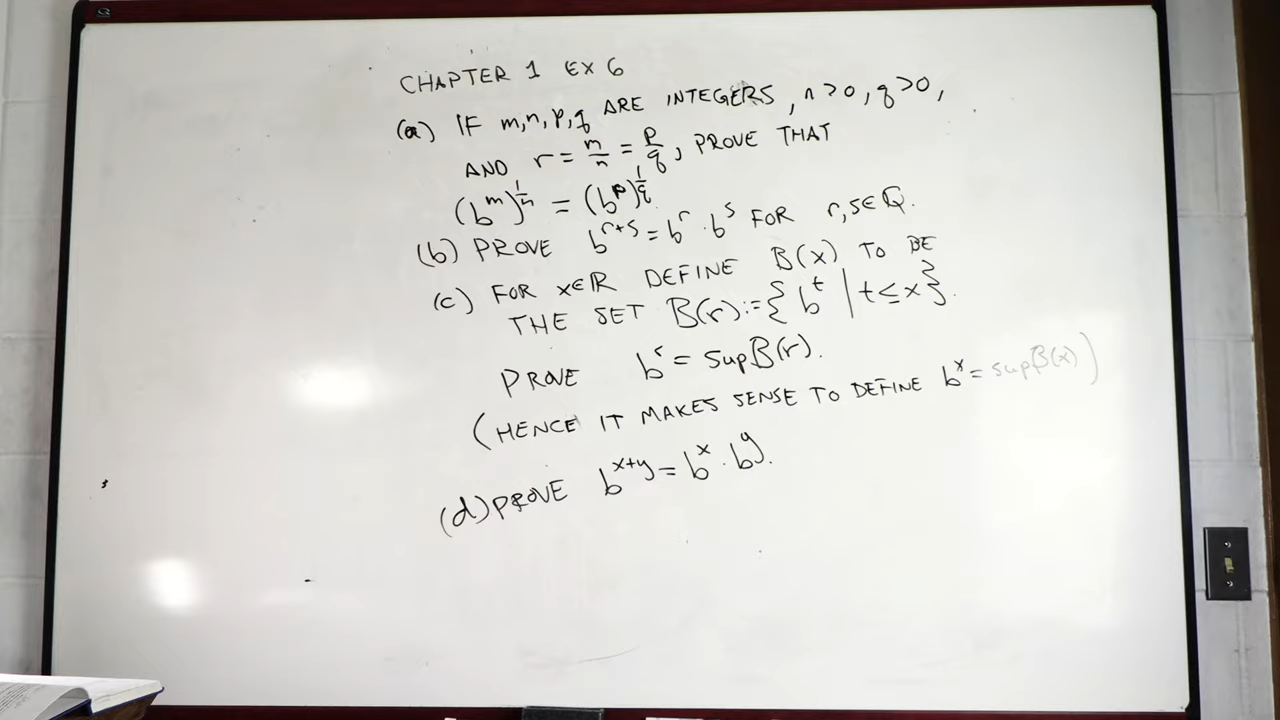 CHAPTER 1 EX 6
(a) IF m,n,p,q ARE INTEGERS, n>0, q>0,
AND r = m/n = p/q, PROVE THAT
(b^m)^(1/n) = (b^p)^(1/q)
(b) PROVE b^(r+s) = b^r · b^s FOR r,s∈Q.
(c) FOR x∈R DEFINE B(x) TO BE
THE SET B(r):={ b^t | t≤x}.
PROVE b^r = sup B(r).
(HENCE IT MAKES SENSE TO DEFINE b^x = sup B(x))
(d) PROVE b^(x+y) = b^x · b^y.